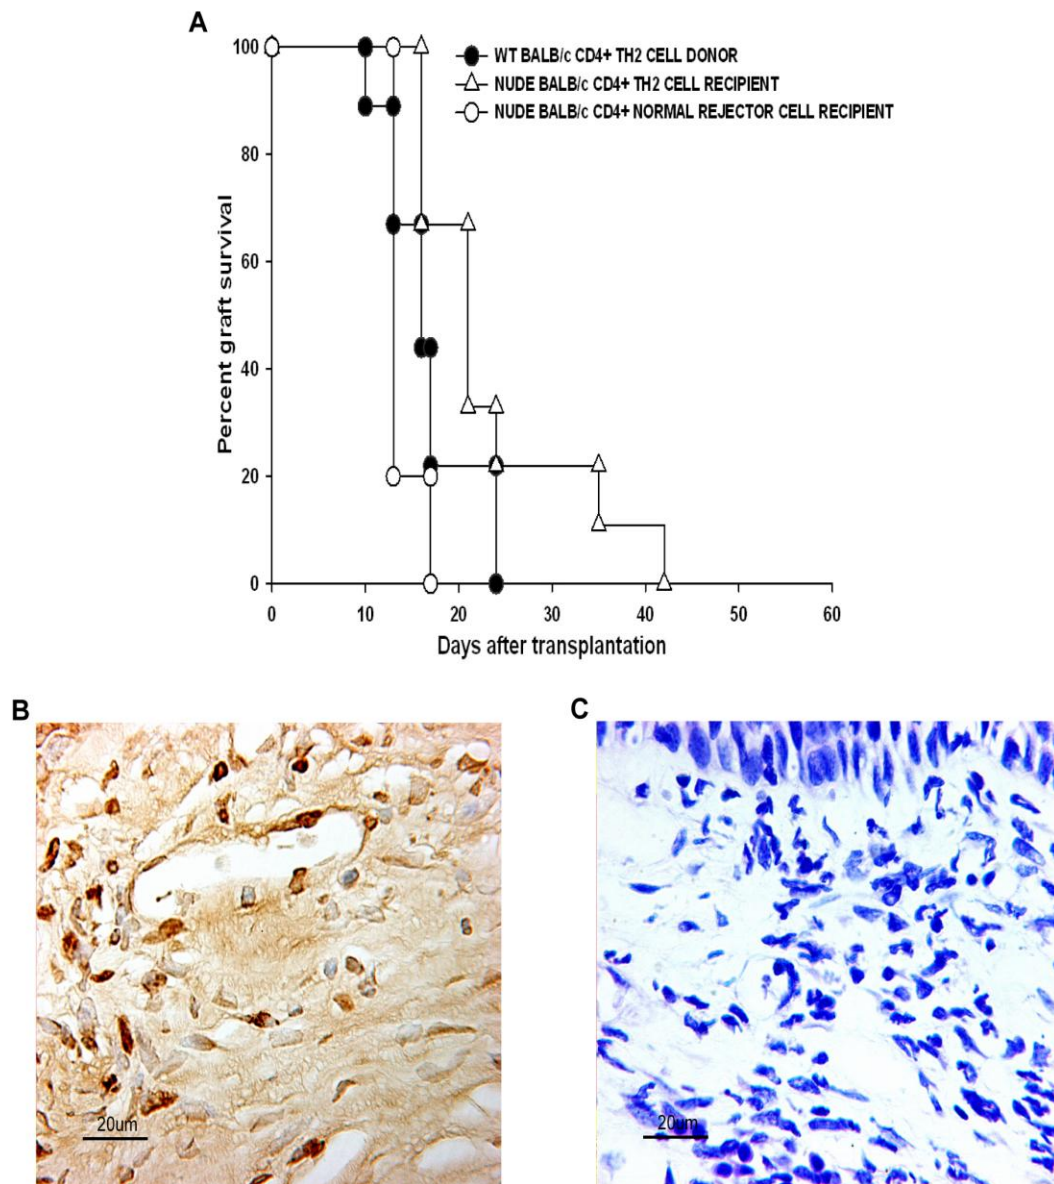 A
100
80
60
40
20
0
Percent graft survival
WT BALB/c CD4+ TH2 CELL DONOR
NUDE BALB/c CD4+ TH2 CELL RECIPIENT
NUDE BALB/c CD4+ NORMAL REJECTOR CELL RECIPIENT
0 10 20 30 40 50 60
Days after transplantation
B
20um
C
20um